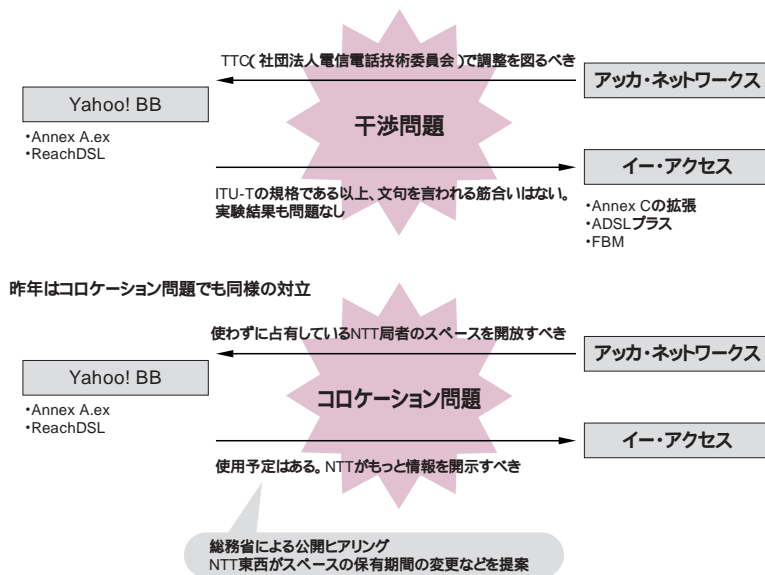 TTC(社団法人電信電話技術委員会)で調整を図るべき
アッカ・ネットワークス
Yahoo! BB
・Annex A.ex
・ReachDSL
干渉問題
イー・アクセス
ITU-Tの規格である以上、文句を言われる筋合いはない。
実験結果も問題なし
・Annex Cの拡張
・ADSLプラス
・FBM
昨年はコロケーション問題でも同様の対立
使わずに占有しているNTT局者のスペースを開放すべき
アッカ・ネットワークス
Yahoo! BB
・Annex A.ex
・ReachDSL
コロケーション問題
イー・アクセス
使用予定はある。NTTがもっと情報を開示すべき
総務省による公開ヒアリング
NTT東西がスペースの保有期間の変更などを提案